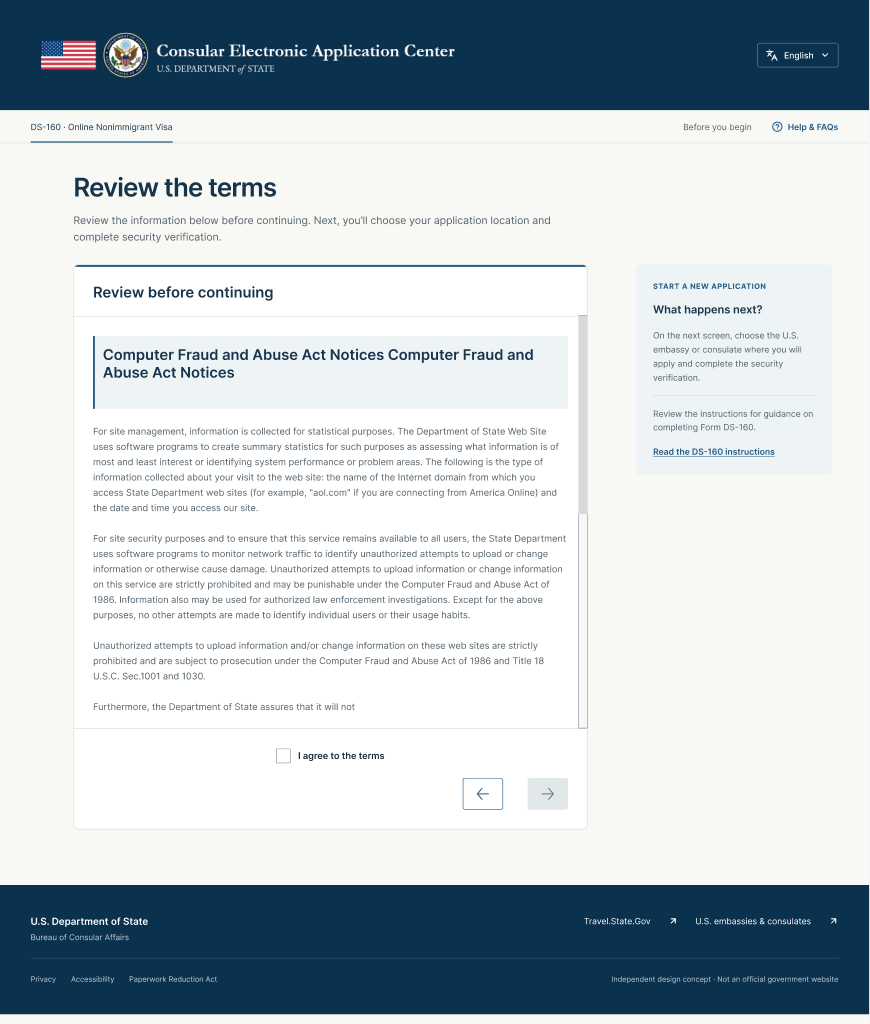 Consular Electronic Application Center
U.S. DEPARTMENT of STATE
English
DS-160 · Online Nonimmigrant Visa
Before you begin
Help & FAQs
Review the terms
Review the information below before continuing. Next, you'll choose your application location and
complete security verification.
Review before continuing
Computer Fraud and Abuse Act Notices Computer Fraud and
Abuse Act Notices
For site management, information is collected for statistical purposes. The Department of State Web Site
uses software programs to create summary statistics for such purposes as assessing what information is of
most and least interest or identifying system performance or problem areas. The following is the type of
information collected about your visit to the web site: the name of the Internet domain from which you
access State Department web sites (for example, "aol.com" if you are connecting from America Online) and
the date and time you access our site.
For site security purposes and to ensure that this service remains available to all users, the State Department
uses software programs to monitor network traffic to identify unauthorized attempts to upload or change
information or otherwise cause damage. Unauthorized attempts to upload information or change information
on this service are strictly prohibited and may be punishable under the Computer Fraud and Abuse Act of
1986. Information also may be used for authorized law enforcement investigations. Except for the above
purposes, no other attempts are made to identify individual users or their usage habits.
Unauthorized attempts to upload information and/or change information on these web sites are strictly
prohibited and are subject to prosecution under the Computer Fraud and Abuse Act of 1986 and Title 18
U.S.C. Sec.1001 and 1030.
Furthermore, the Department of State assures that it will not
I agree to the terms
START A NEW APPLICATION
What happens next?
On the next screen, choose the U.S.
embassy or consulate where you will
apply and complete the security
verification.
Review the instructions for guidance on
completing Form DS-160.
Read the DS-160 instructions
U.S. Department of State
Bureau of Consular Affairs
Travel.State.Gov
U.S. embassies & consulates
Privacy
Accessibility
Paperwork Reduction Act
Independent design concept · Not an official government website